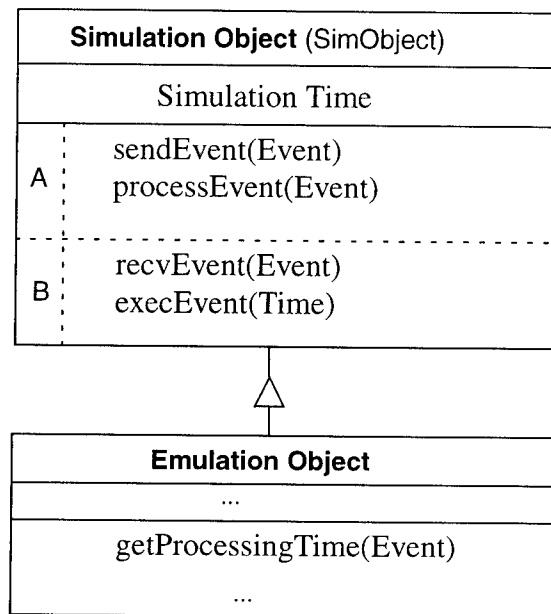 Simulation Object (SimObject)
Simulation Time
A
sendEvent(Event)
processEvent(Event)
B
recvEvent(Event)
execEvent(Time)
Emulation Object
...
getProcessingTime(Event)
...